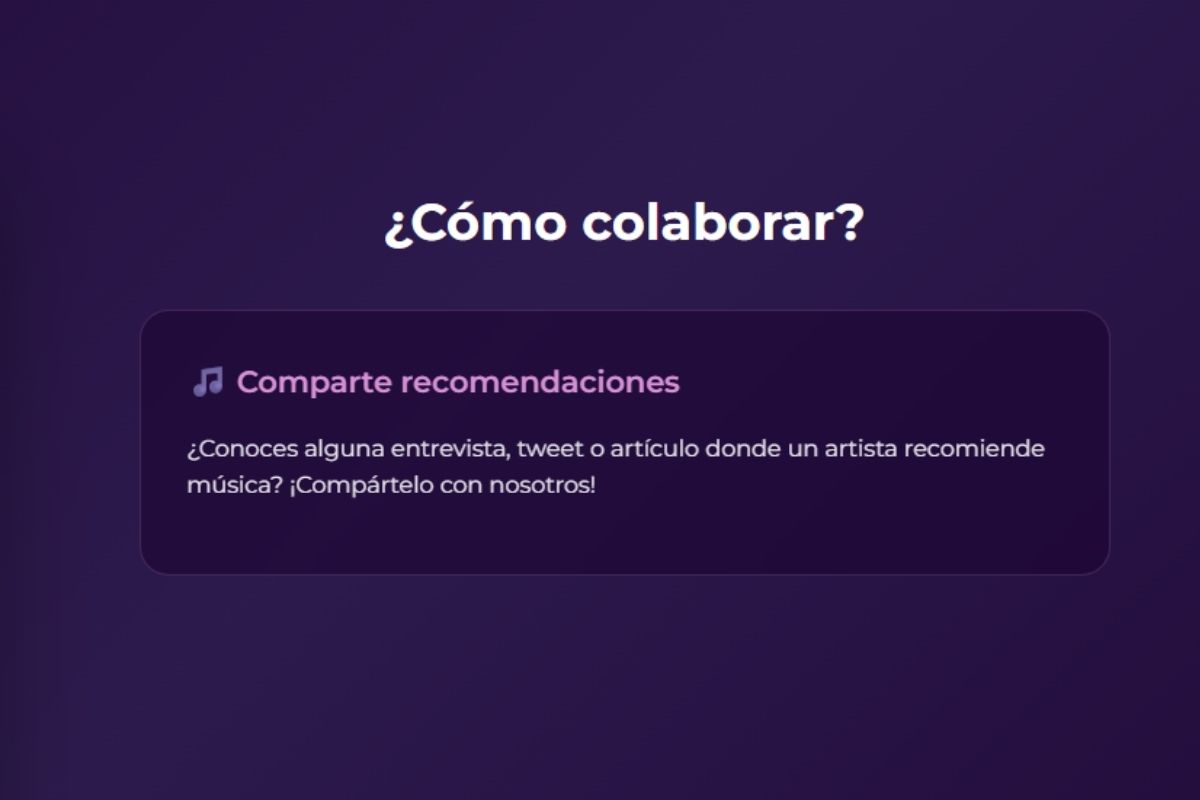 ¿Cómo colaborar?
🎵 Comparte recomendaciones
¿Conoces alguna entrevista, tweet o artículo donde un artista recomiende
música? ¡Compártelo con nosotros!